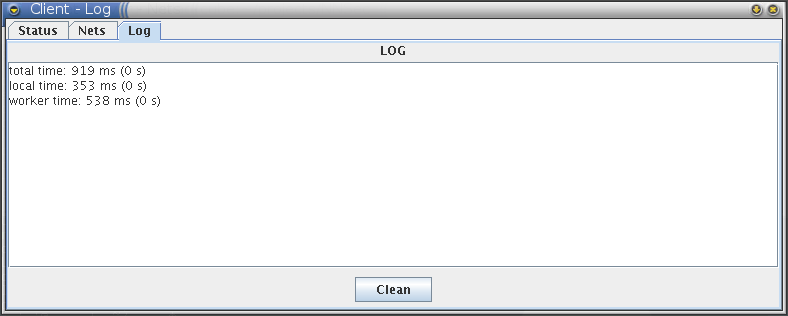 Client - Log
Status Nets Log
LOG
total time: 919 ms (0 s)
local time: 353 ms (0 s)
worker time: 538 ms (0 s)
Clean